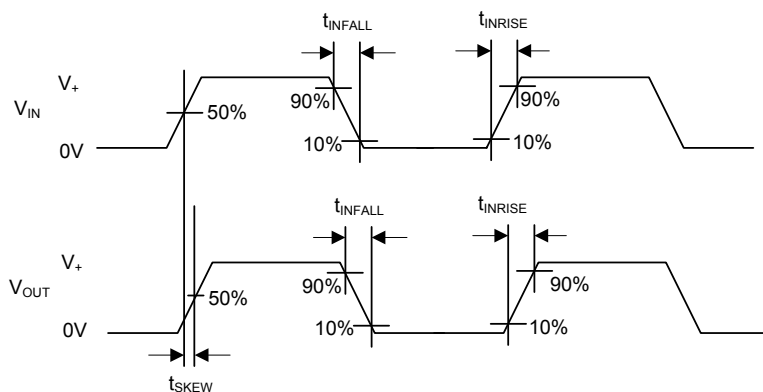 tINFALL tINRISE
V+
VIN
50% 90% 90%
0V 10% 10%
tINFALL tINRISE
V+
VOUT
50% 90% 90%
0V 10% 10%
tSKEW